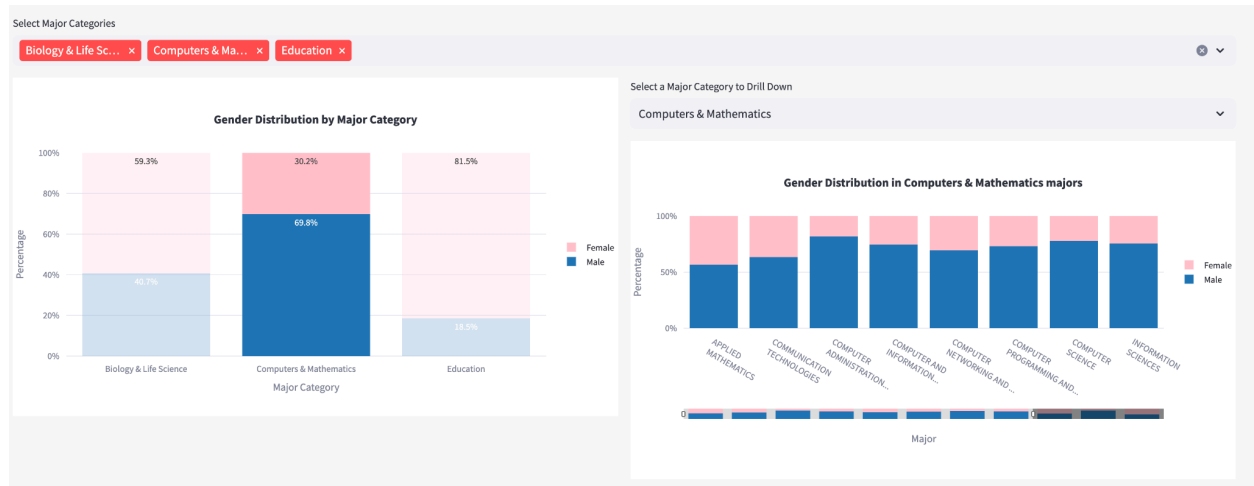 Select Major Categories
Biology & Life Sc... × Computers & Ma... × Education ×
Gender Distribution by Major Category
Percentage
100%
80%
60%
40%
20%
0%
59.3%
30.2%
81.5%
69.8%
40.7%
18.5%
Female
Male
Biology & Life Science
Computers & Mathematics
Education
Major Category
Select a Major Category to Drill Down
Computers & Mathematics
Gender Distribution in Computers & Mathematics majors
Percentage
100%
50%
0%
Female
Male
APPLIED
MATHEMATICS
COMMUNICATION
TECHNOLOGIES
COMPUTER
ADMINISTRATION...
COMPUTER AND
INFORMATION...
COMPUTER
NETWORKING AND ...
COMPUTER
PROGRAMMING AND...
COMPUTER
SCIENCE
INFORMATION
SCIENCES
Major